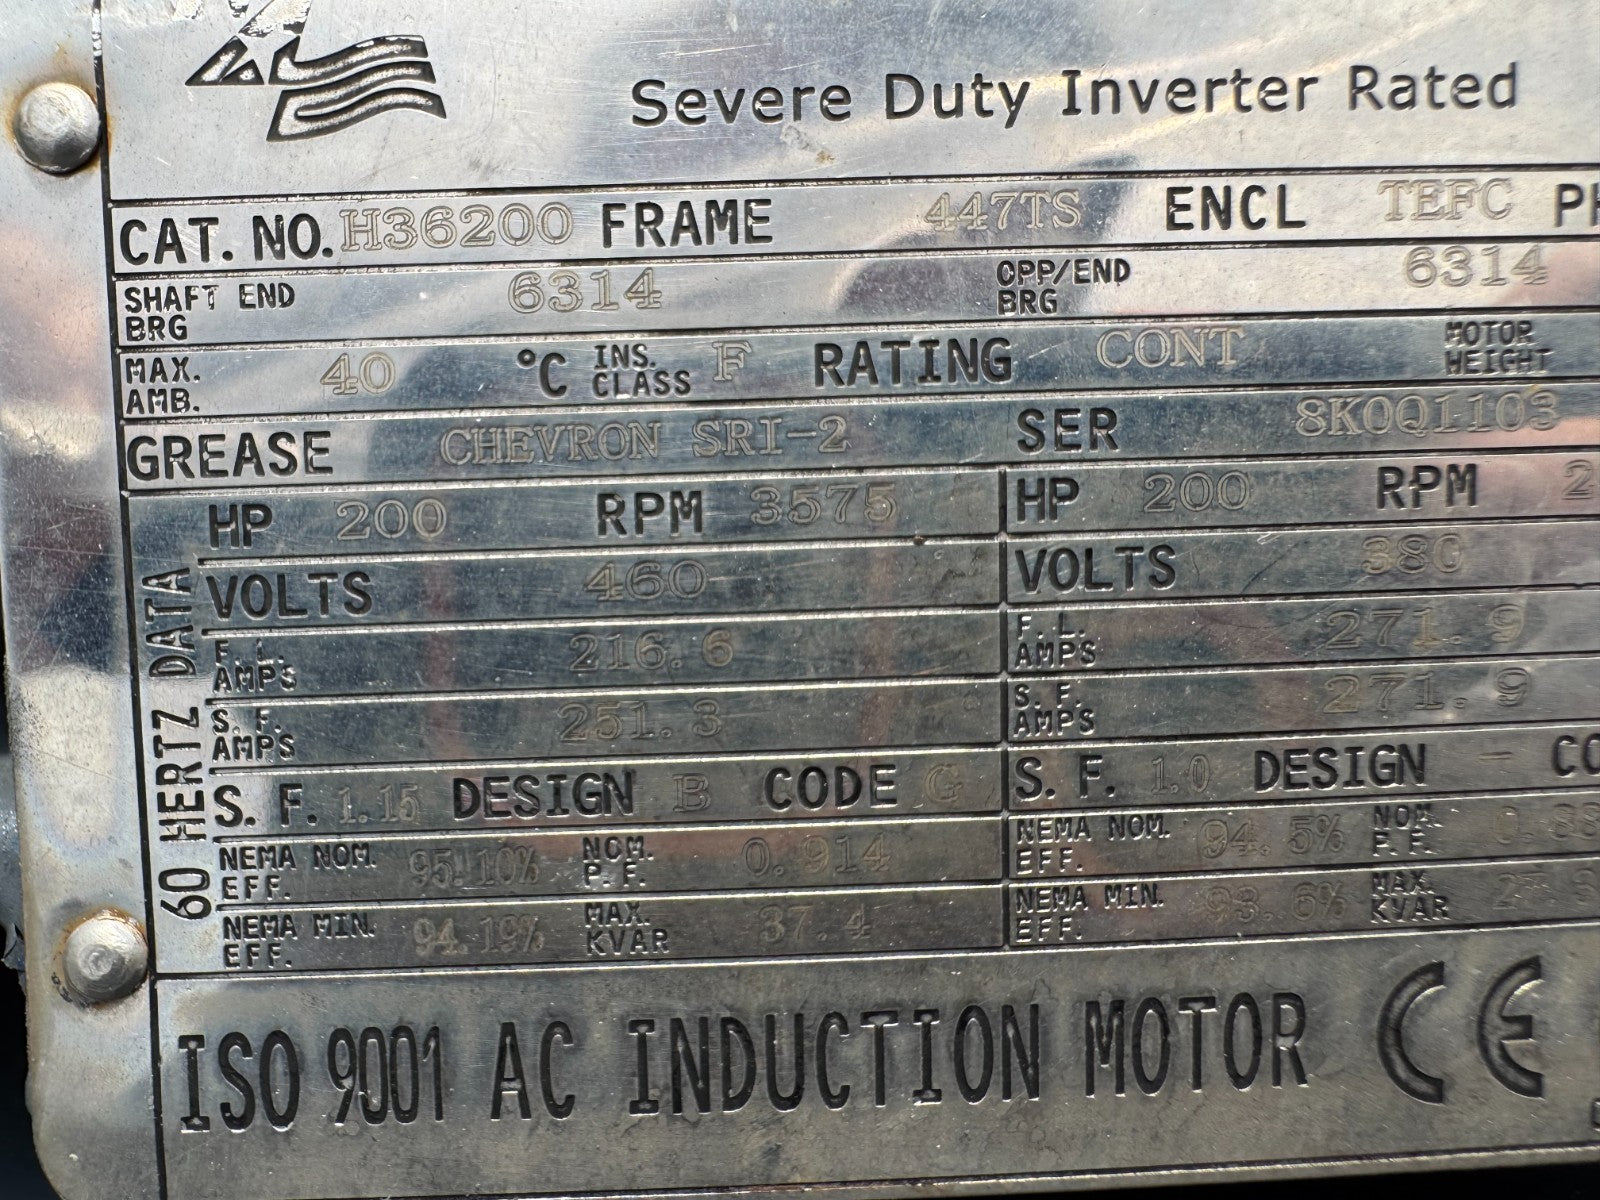 Severe Duty Inverter Rated
CAT. NO. H36200 FRAME 447TS ENCL TEFC
SHAFT END BRG 6314 OPP/END BRG 6314
MAX. AMB. 40 °C INS. CLASS F RATING CONT MOTOR WEIGHT
GREASE CHEVRON SRI-2 SER 8K0Q1103
60 HERTZ DATA
HP 200 RPM 3575 HP 200 RPM
VOLTS 460 VOLTS 380
F. L. AMPS 216.6 F. L. AMPS 271.9
S. F. AMPS 251.3 S. F. AMPS 271.9
S. F. 1.15 DESIGN B CODE G S. F. 1.0 DESIGN -
NEMA NOM. EFF. 95.10% NOM. P. F. 0.914 NEMA NOM. EFF. 94.5% NOM. P. F.
NEMA MIN. EFF. 94.19% MAX. KVAR 37.4 NEMA MIN. EFF. 93.6% MAX. KVAR
ISO 9001 AC INDUCTION MOTOR CE